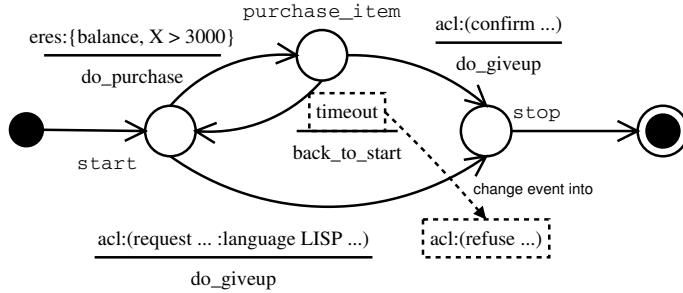 purchase_item
eres:{balance, X > 3000}
do_purchase
acl:(confirm ...)
do_giveup
timeout
back_to_start
stop
start
change event into
acl:(request ... :language LISP ...)
do_giveup
acl:(refuse ...)